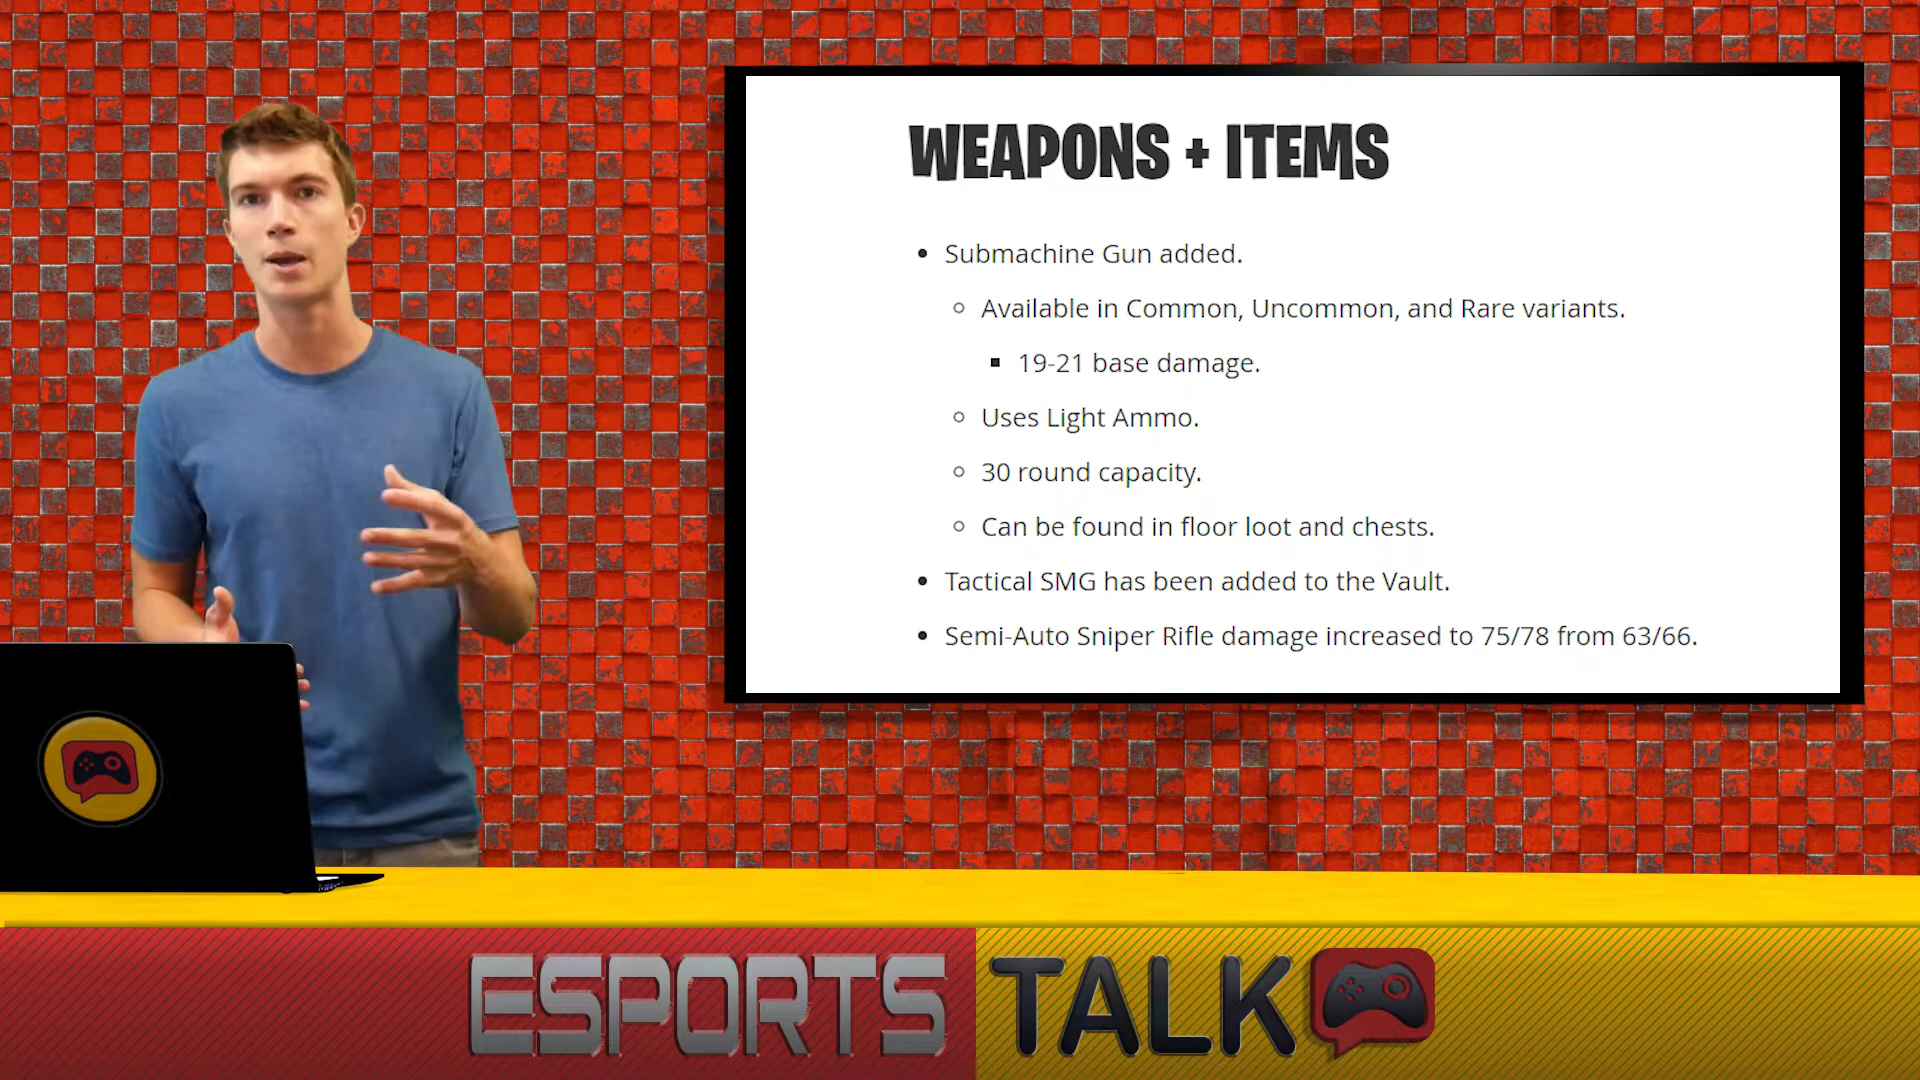 WEAPONS + ITEMS
• Submachine Gun added.
○ Available in Common, Uncommon, and Rare variants.
▪ 19-21 base damage.
○ Uses Light Ammo.
○ 30 round capacity.
○ Can be found in floor loot and chests.
• Tactical SMG has been added to the Vault.
• Semi-Auto Sniper Rifle damage increased to 75/78 from 63/66.
ESPORTS TALK